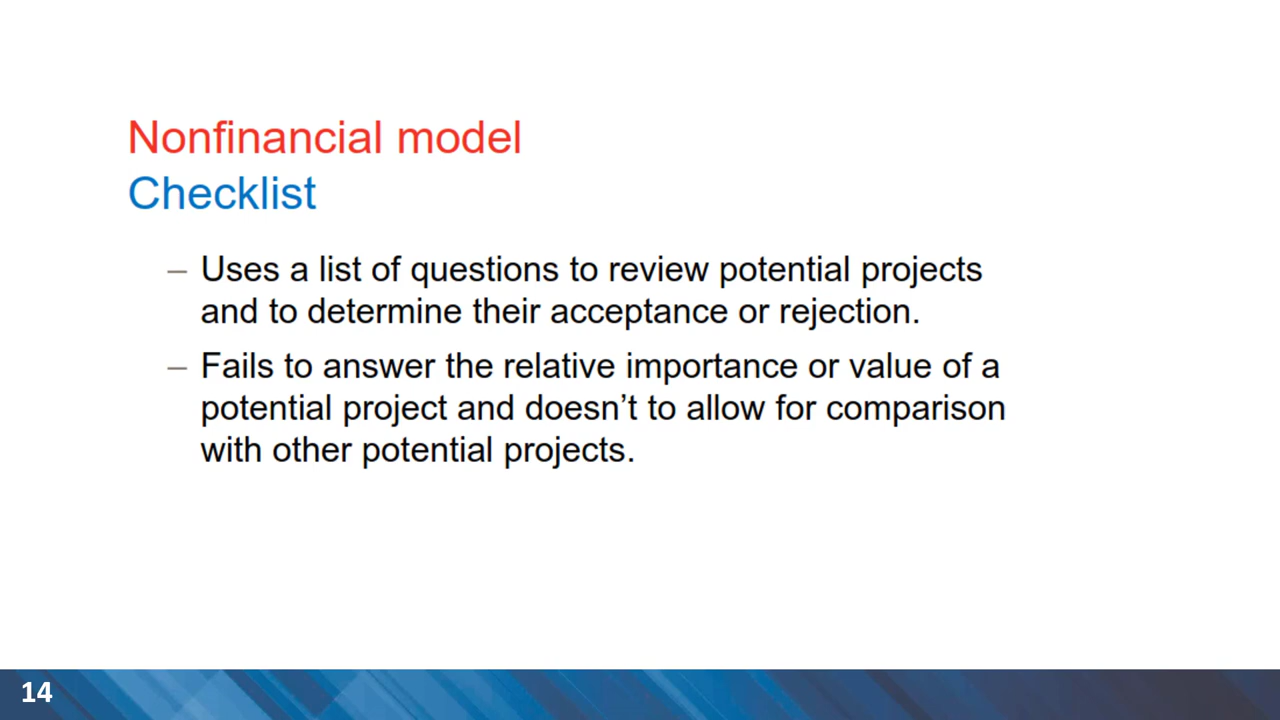 Nonfinancial model
Checklist
– Uses a list of questions to review potential projects
and to determine their acceptance or rejection.
– Fails to answer the relative importance or value of a
potential project and doesn’t to allow for comparison
with other potential projects.
14